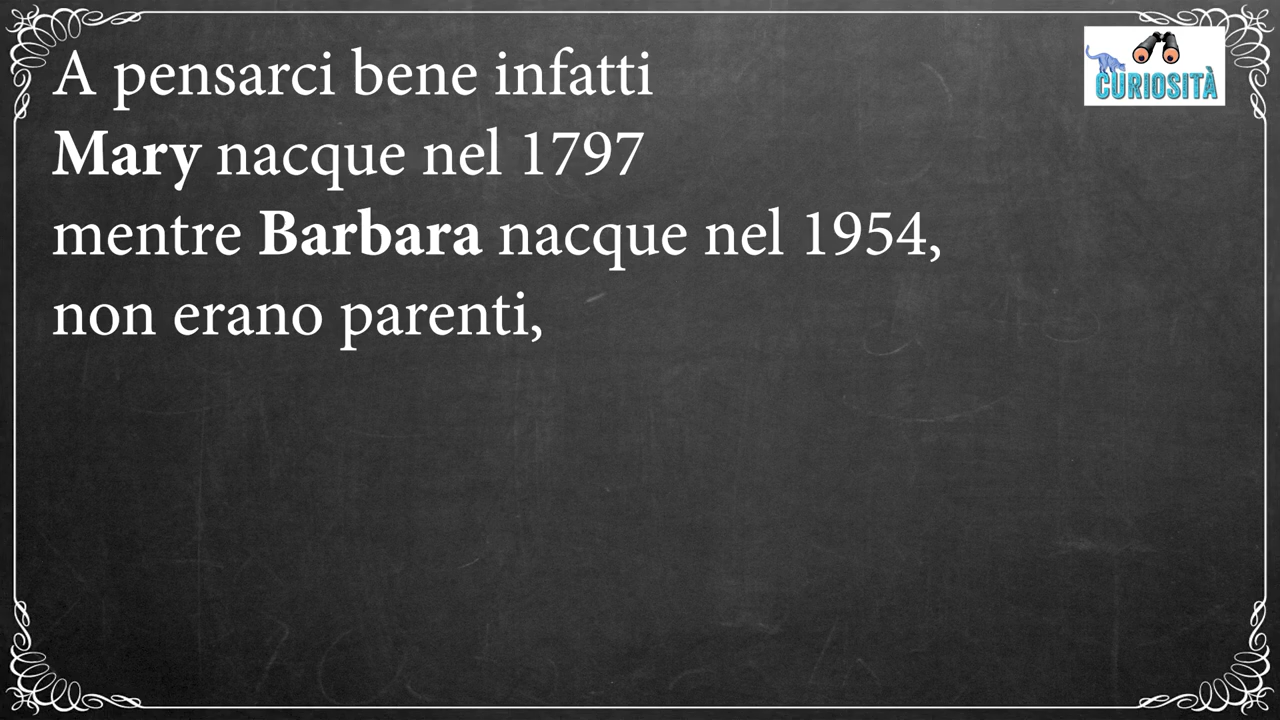 A pensarci bene infatti
Mary nacque nel 1797
mentre Barbara nacque nel 1954,
non erano parenti,
CURIOSITÀ